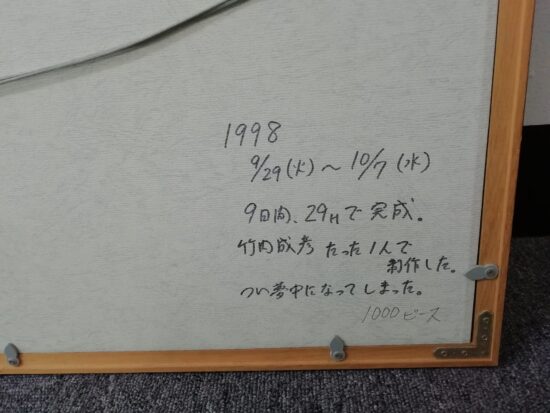 1998
9/29(火)～10/7(水)
9日間、29Hで完成。
竹内成彦 たった1人で
制作した。
つい夢中になってしまった。
1000ピース